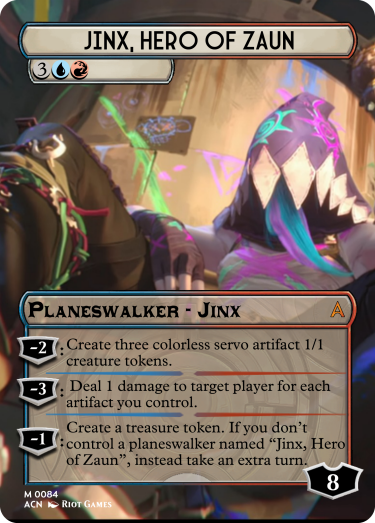 JINX, HERO OF ZAUN
3
PLANESWALKER - JINX
A
-2: Create three colorless servo artifact 1/1
creature tokens.
-3: Deal 1 damage to target player for each
artifact you control.
-1: Create a treasure token. If you don't
control a planeswalker named “Jinx, Hero
of Zaun”, instead take an extra turn.
8
M 0084
ACN RIOT GAMES